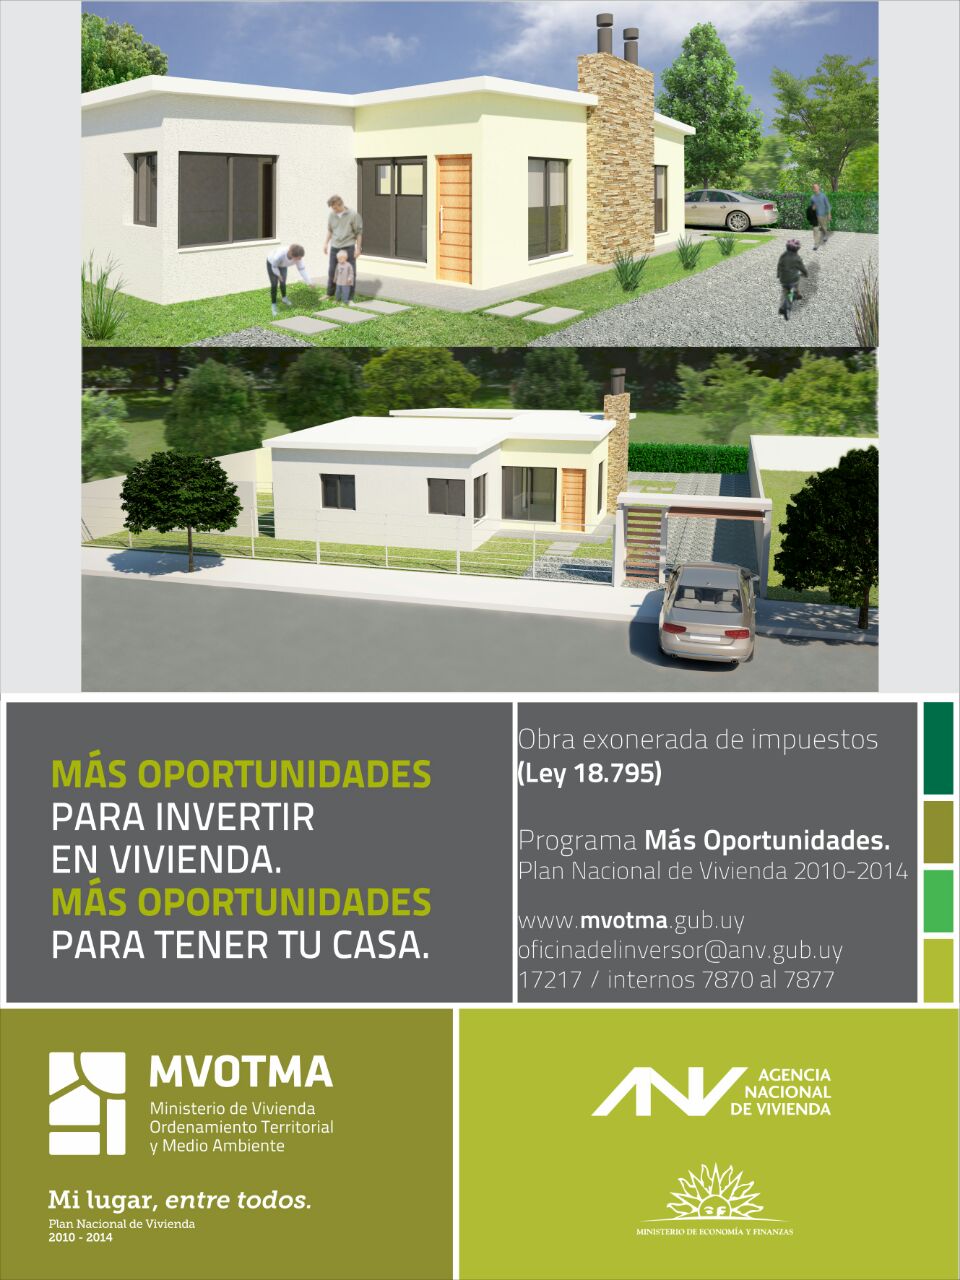 MÁS OPORTUNIDADES
PARA INVERTIR
EN VIVIENDA.
MÁS OPORTUNIDADES
PARA TENER TU CASA.
Obra exonerada de impuestos
(Ley 18.795)
Programa Más Oportunidades.
Plan Nacional de Vivienda 2010-2014
www.mvotma.gub.uy
oficinadelinversor@anv.gub.uy
17217 / internos 7870 al 7877
MVOTMA
Ministerio de Vivienda
Ordenamiento Territorial
y Medio Ambiente
Mi lugar, entre todos.
Plan Nacional de Vivienda
2010 - 2014
ANV
AGENCIA
NACIONAL
DE VIVIENDA
MINISTERIO DE ECONOMÍA Y FINANZAS